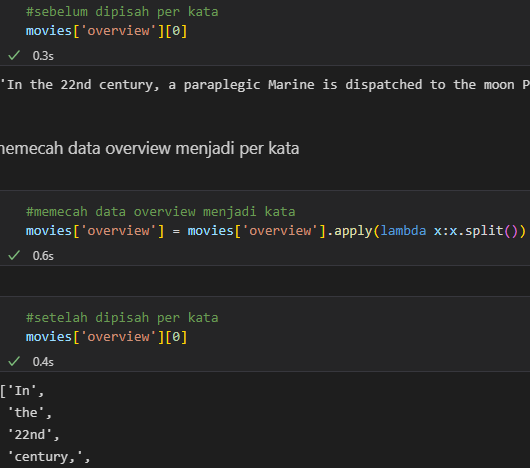 #sebelum dipisah per kata
movies['overview'][0]
0.3s
'In the 22nd century, a paraplegic Marine is dispatched to the moon P
memecah data overview menjadi per kata
#memecah data overview menjadi kata
movies['overview'] = movies['overview'].apply(lambda x:x.split())
0.6s
#setelah dipisah per kata
movies['overview'][0]
0.4s
['In',
'the',
'22nd',
'century,',